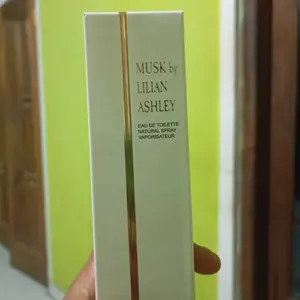 MUSK by
LILIAN
ASHLEY
EAU DE TOILETTE
NATURAL SPRAY
VAPORISATEUR